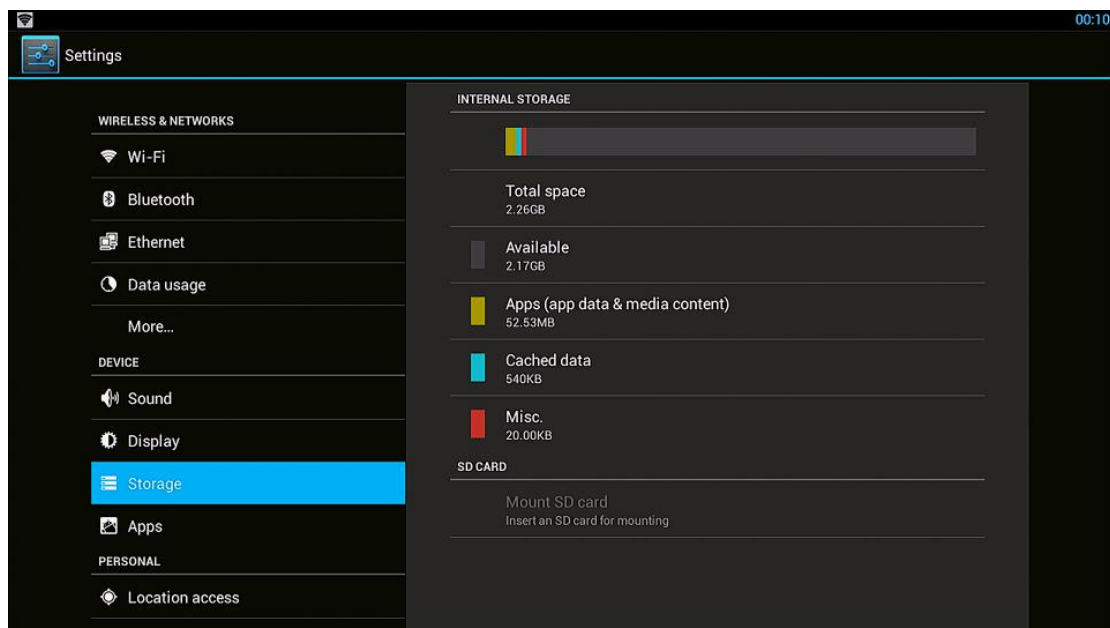 00:10
Settings
WIRELESS & NETWORKS
Wi-Fi
Bluetooth
Ethernet
Data usage
More...
DEVICE
Sound
Display
Storage
Apps
PERSONAL
Location access
INTERNAL STORAGE
Total space
2.26GB
Available
2.17GB
Apps (app data & media content)
52.53MB
Cached data
540KB
Misc.
20.00KB
SD CARD
Mount SD card
Insert an SD card for mounting